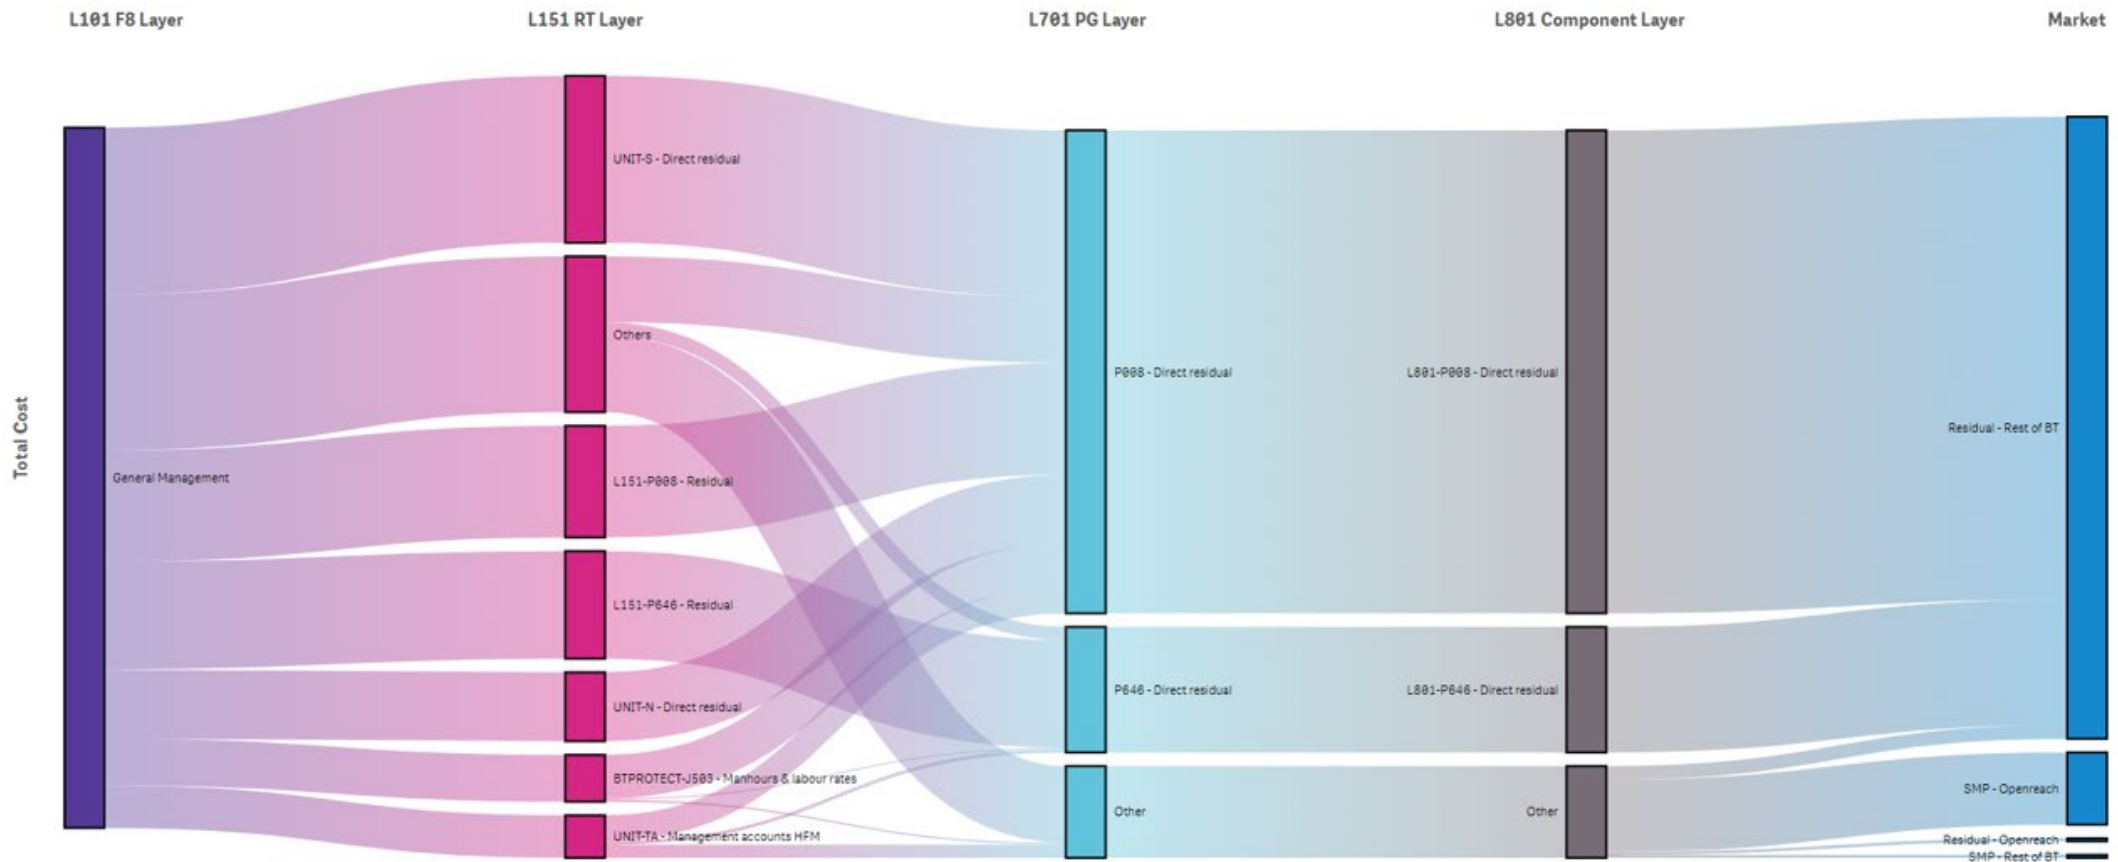 L101 F8 Layer
L151 RT Layer
L701 PG Layer
L801 Component Layer
Market
Total Cost
General Management
UNIT-S - Direct residual
Others
L151-P008 - Residual
L151-P646 - Residual
UNIT-N - Direct residual
BTPROTECT-J503 - Manhours & labour rates
UNIT-TA - Management accounts HFM
P008 - Direct residual
P646 - Direct residual
Other
L801-P008 - Direct residual
L801-P646 - Direct residual
Other
Residual - Rest of BT
SMP - Openreach
Residual - Openreach
SMP - Rest of BT